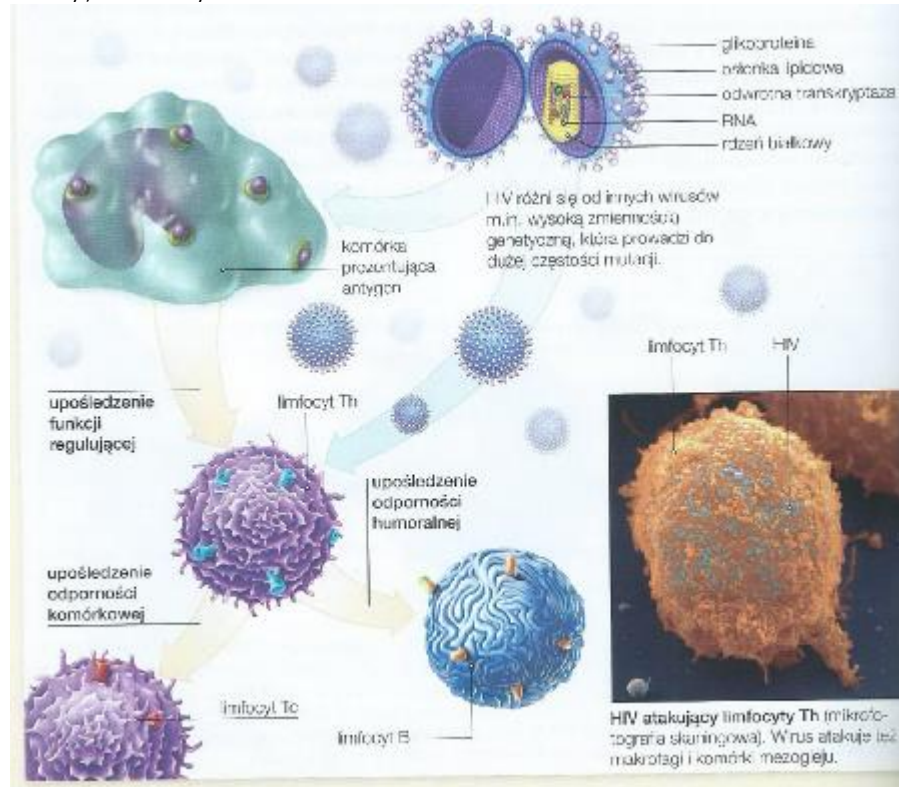 glikoproteina
osłonka lipidowa
odwrotna transkryptaza
RNA
rdzeń białkowy
HIV różni się od innych wirusów
m.in. wysoką zmiennością
genetyczną, która prowadzi do
dużej częstości mutacji.
komórka
prezentująca
antygen
limfocyt Th
HIV
upośledzenie
funkcji
regulującej
limfocyt Th
upośledzenie
odporności
humoralnej
upośledzenie
odporności
komórkowej
limfocyt Tc
limfocyt B
HIV atakujący limfocyty Th (mikrofo-
tografia skaningowa). Wirus atakuje też
makrofagi i komórki mezogleju.